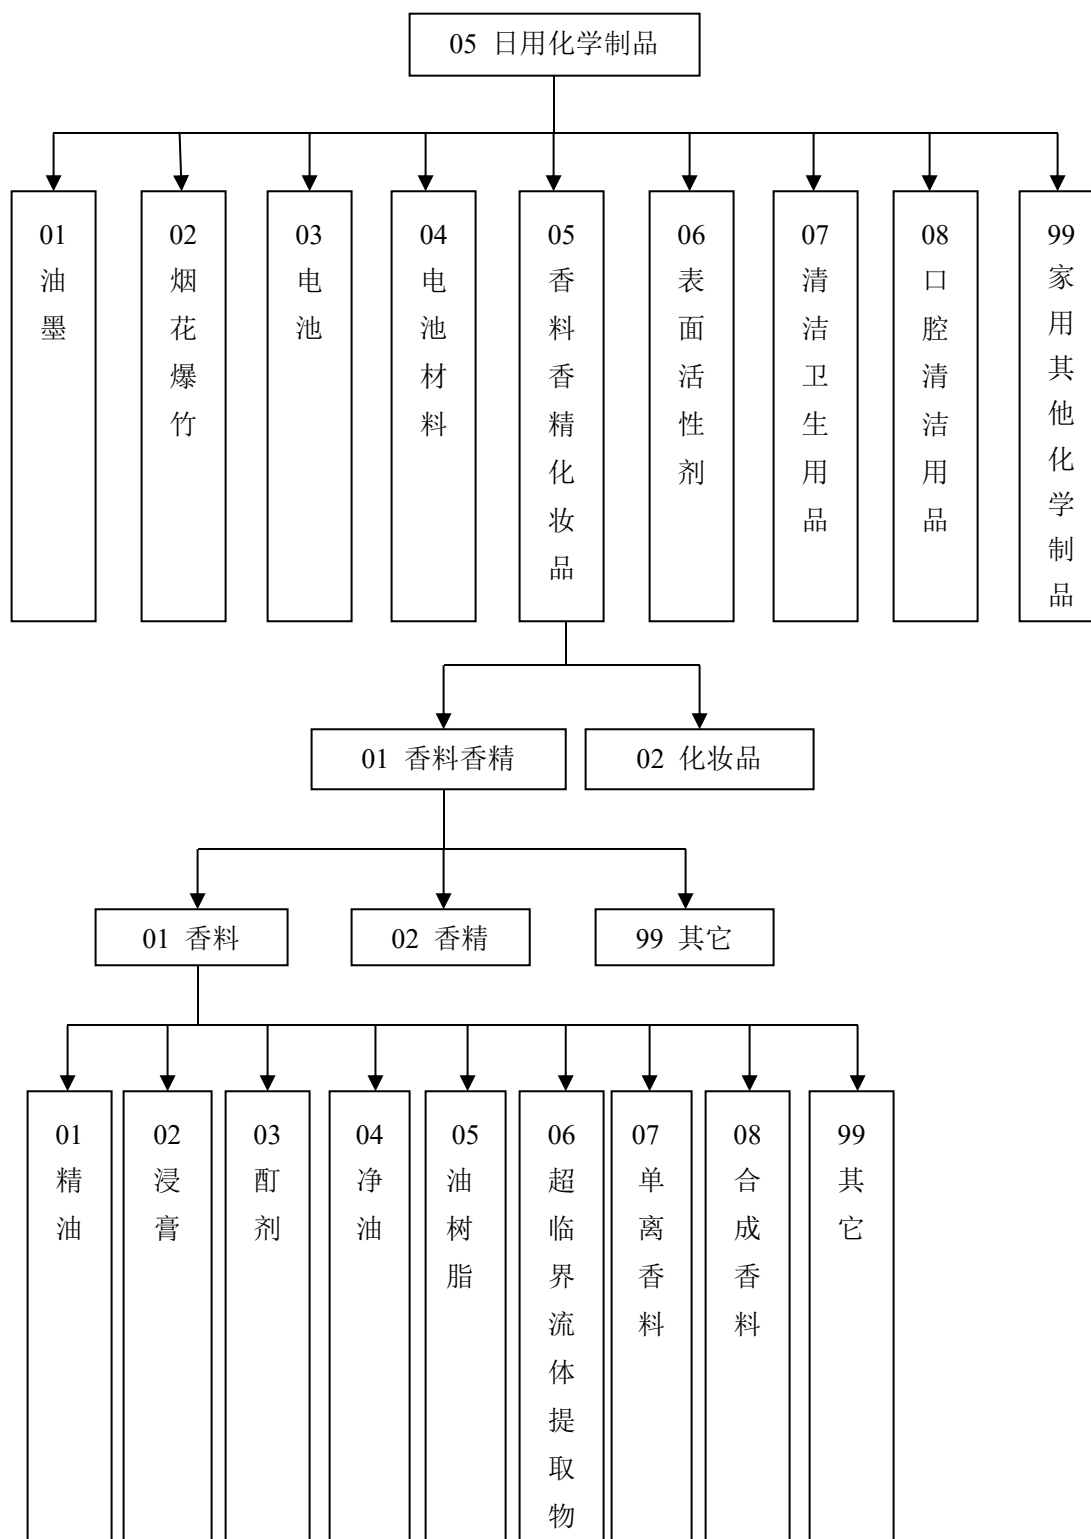 05 日用化学制品
01 油墨
02 烟花爆竹
03 电池
04 电池材料
05 香料香精化妆品
06 表面活性剂
07 清洁卫生用品
08 口腔清洁用品
99 家用其他化学制品
01 香料香精
02 化妆品
01 香料
02 香精
99 其它
01 精油
02 浸膏
03 酊剂
04 净油
05 油树脂
06 超临界流体提取物
07 单离香料
08 合成香料
99 其它